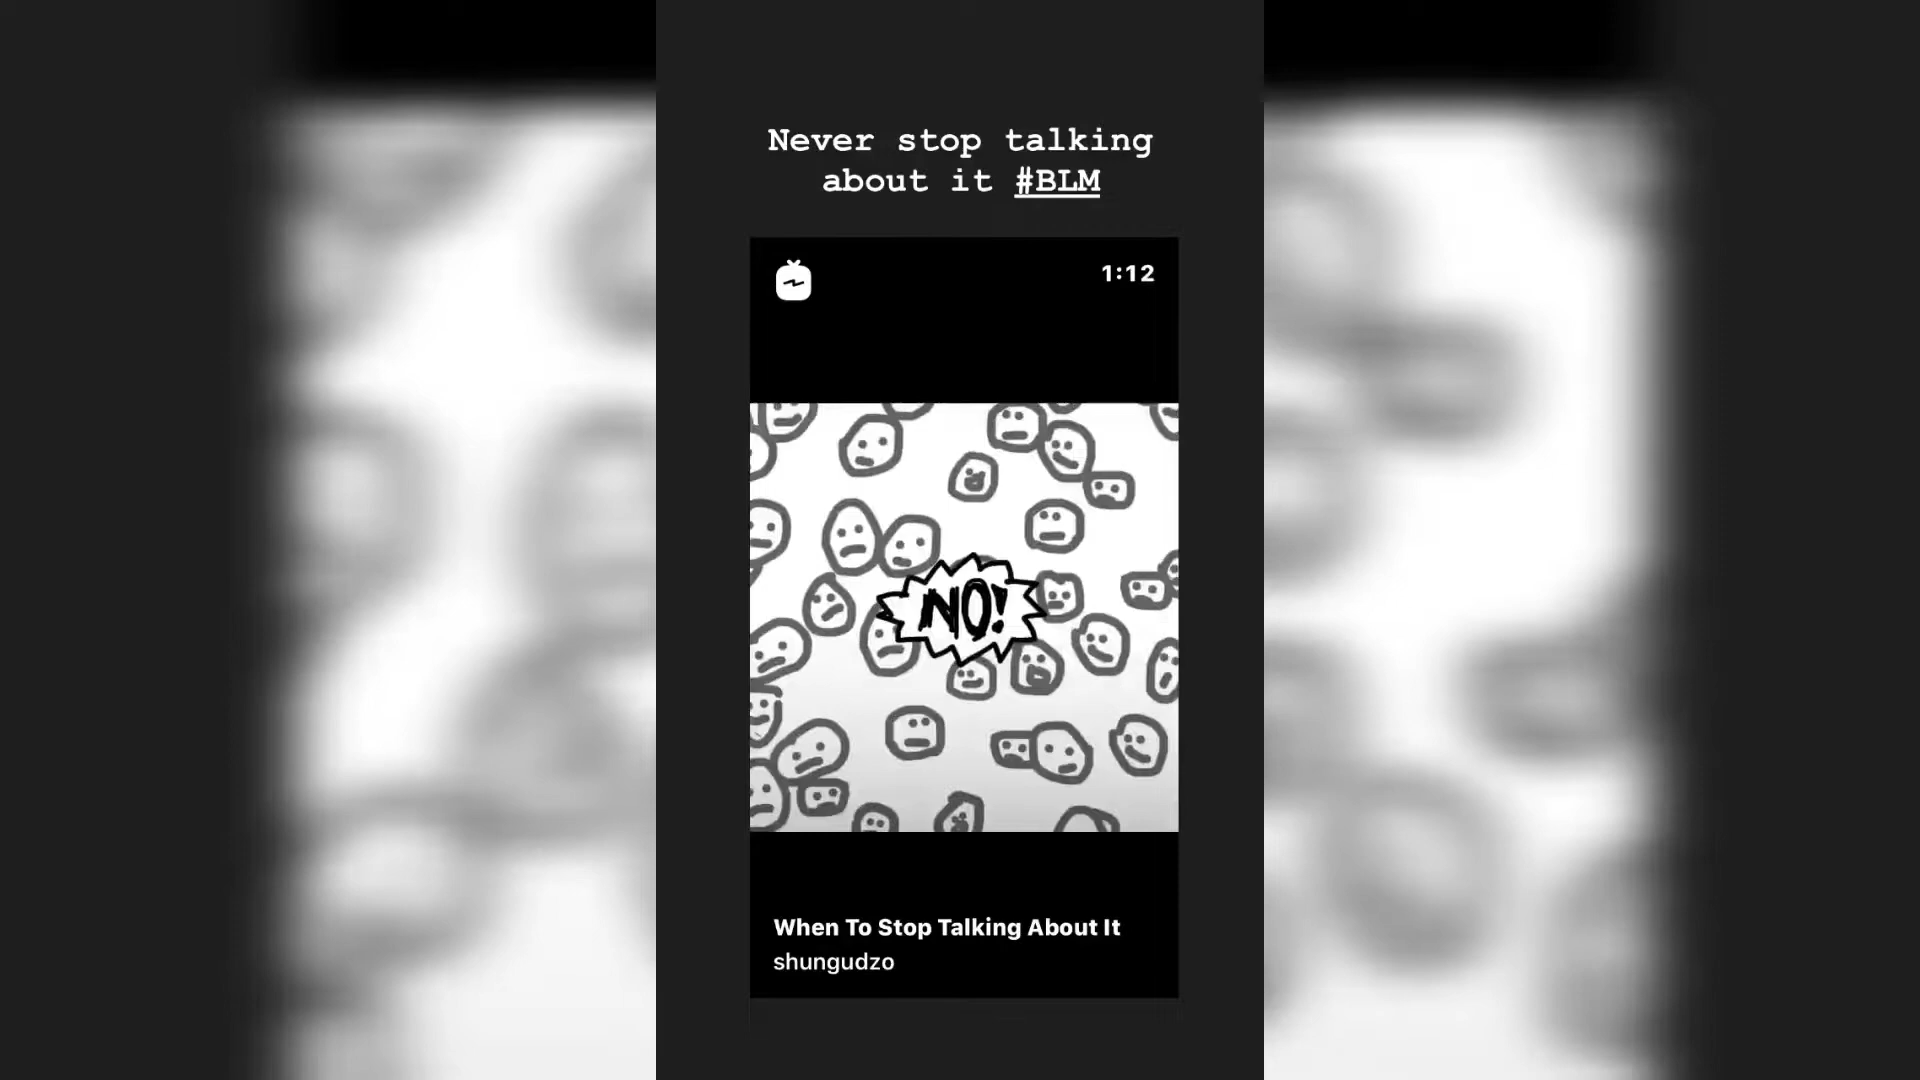 Never stop talking
about it #BLM
1:12
NO!
When To Stop Talking About It
shungudzo